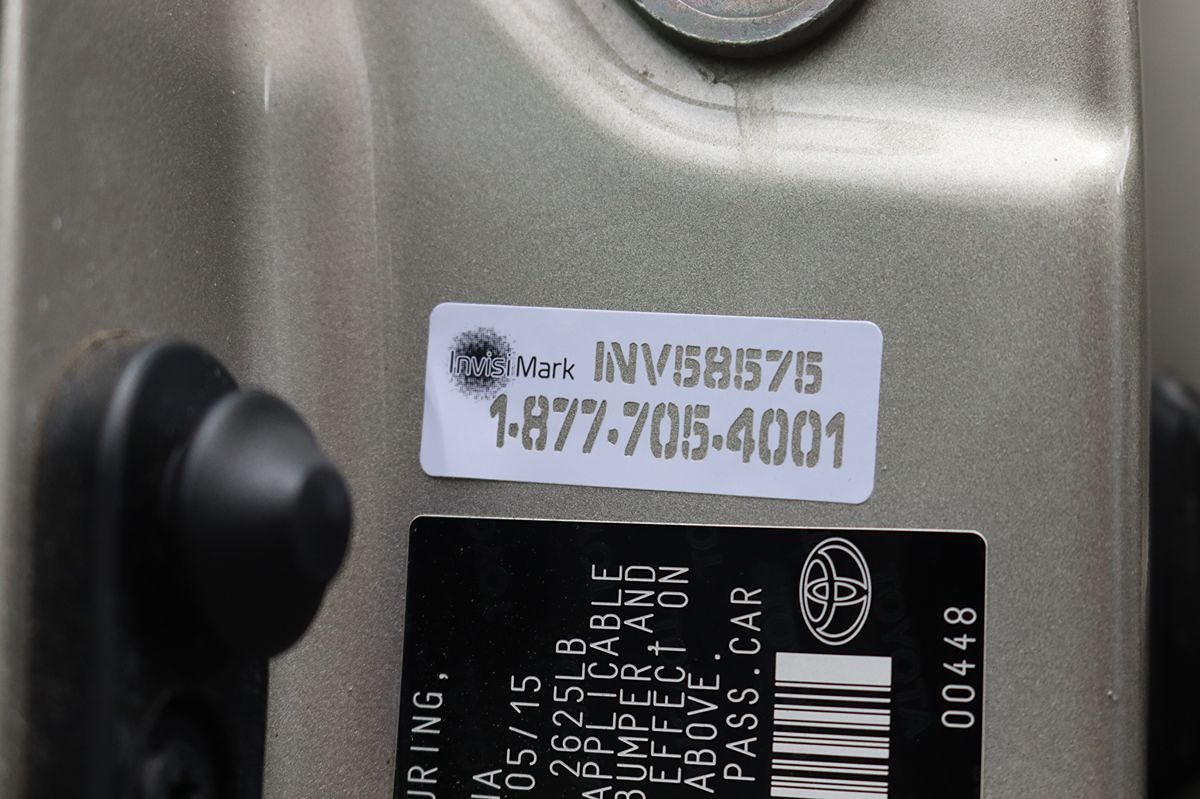 InvisiMark INV58575
1-877-705-4001
URING,
05/15
2625LB
APPLICABLE
BUMPER, AND
EFFECT ON
ABOVE.
PASS.CAR
00448